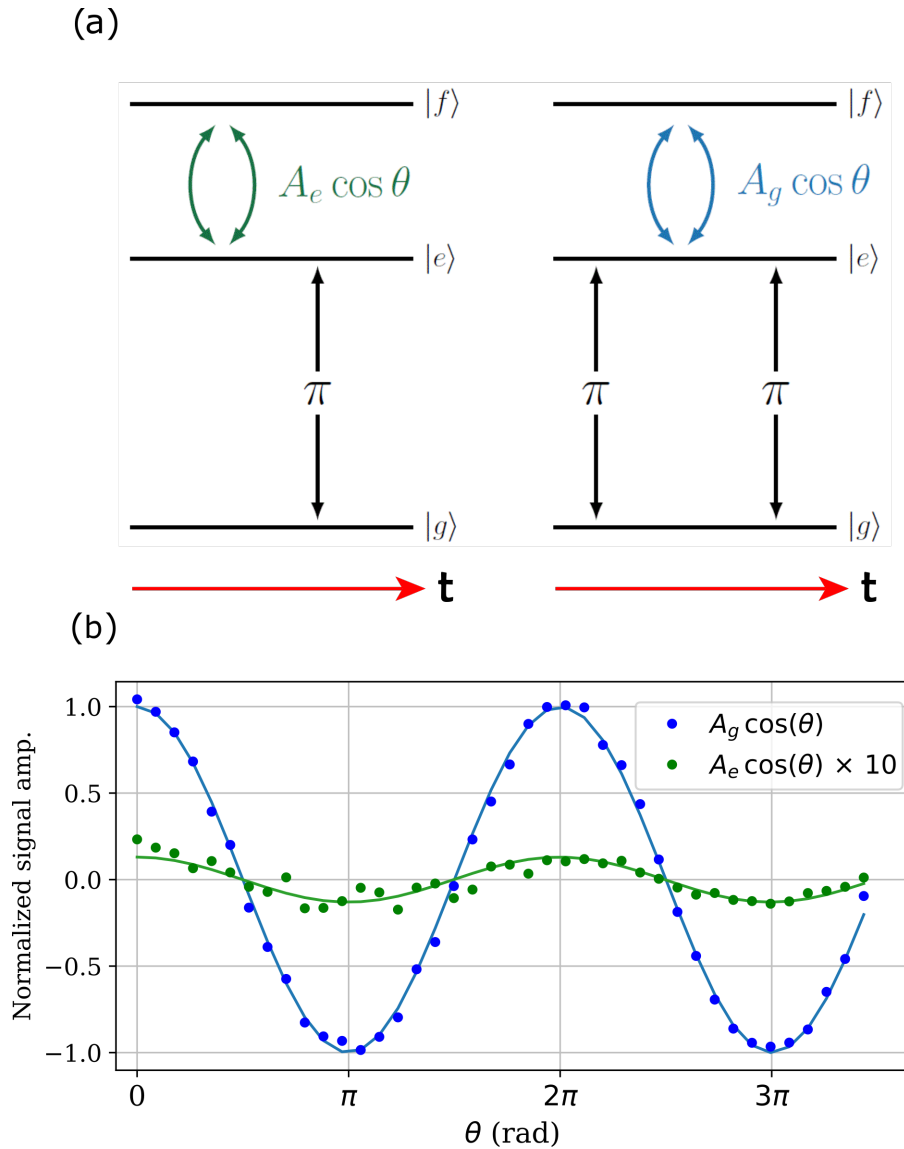 (a)
|f⟩ |f⟩
A_e cos θ A_g cos θ
|e⟩ |e⟩
π π π
|g⟩ |g⟩
t t
(b)
Normalized signal amp.
1.0
0.5
0.0
−0.5
−1.0
A_g cos(θ)
A_e cos(θ) × 10
0 π 2π 3π
θ (rad)